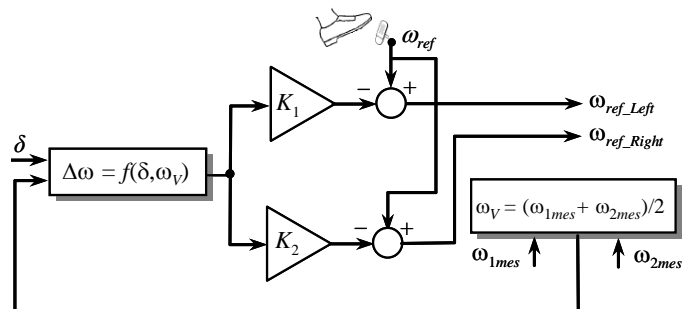 ω_ref
K_1
−
+
ω_ref_Left
ω_ref_Right
δ
Δω = f(δ,ω_V)
K_2
−
+
ω_V = (ω_1mes + ω_2mes)/2
ω_1mes
ω_2mes